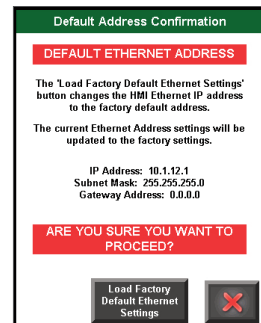 Default Address Confirmation
DEFAULT ETHERNET ADDRESS
The 'Load Factory Default Ethernet Settings'
button changes the HMI Ethernet IP address
to the factory default address.
The current Ethernet Address settings will be
updated to the factory settings.
IP Address: 10.1.12.1
Subnet Mask: 255.255.255.0
Gateway Address: 0.0.0.0
ARE YOU SURE YOU WANT TO
PROCEED?
Load Factory
Default Ethernet
Settings